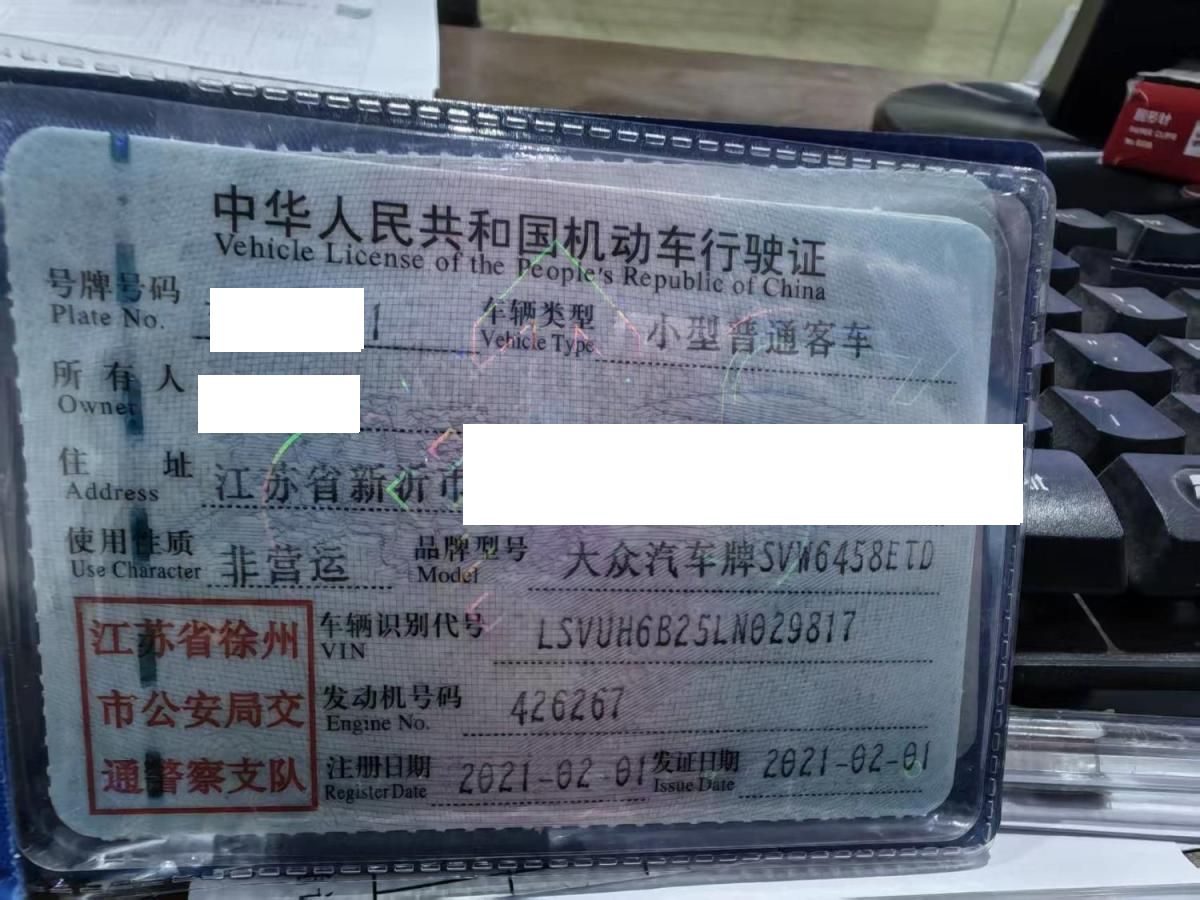 中华人民共和国机动车行驶证
Vehicle License of the People's Republic of China
号牌号码 1 车辆类型 小型普通客车
Plate No. Vehicle Type
所有人
Owner
住址 江苏省新沂市
Address
使用性质 非营运 品牌型号 大众汽车牌SVW6458ETD
Use Character Model
江苏省徐州
市公安局交
通警察支队
车辆识别代号 LSVUH6B25LN029817
VIN
发动机号码 426267
Engine No.
注册日期 2021-02-01 发证日期 2021-02-01
Register Date Issue Date
圆形针